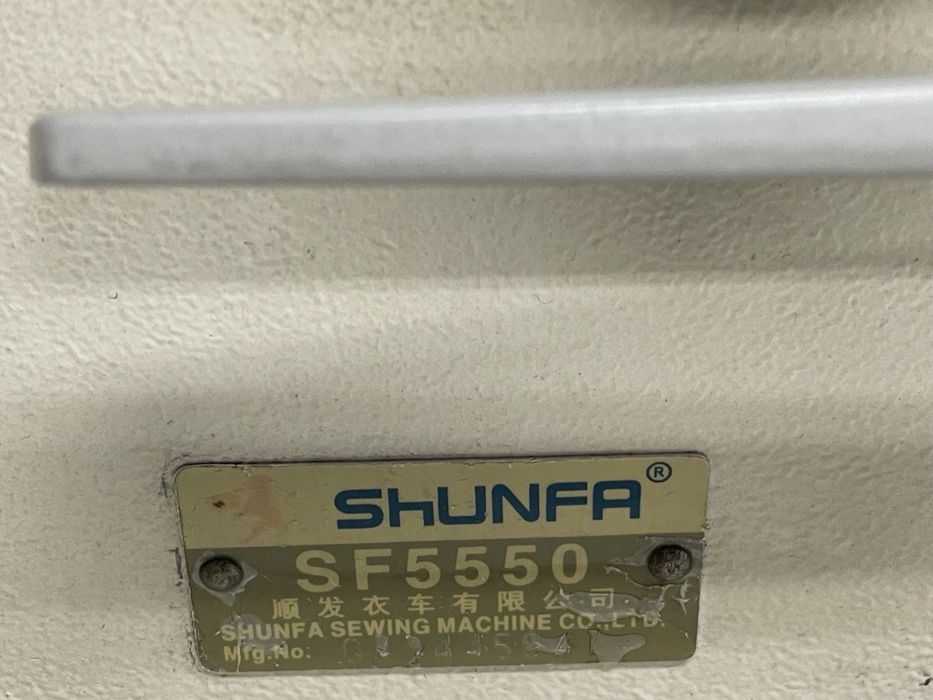 SHUNFA®
SF5550
顺发衣车有限公司
SHUNFA SEWING MACHINE CO.,LTD.
Mfg.No: